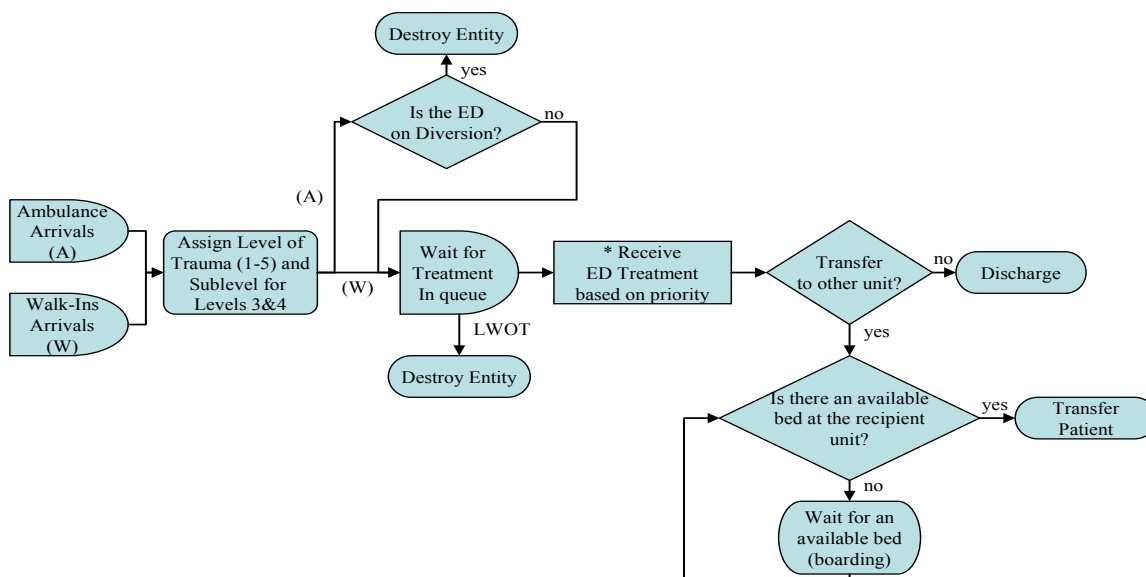 Destroy Entity
yes
Is the ED
on Diversion?
no
(A)
Ambulance
Arrivals
(A)
Walk-Ins
Arrivals
(W)
Assign Level of
Trauma (1-5) and
Sublevel for
Levels 3&4
(W)
Wait for
Treatment
In queue
LWOT
Destroy Entity
* Receive
ED Treatment
based on priority
Transfer
to other unit?
no
Discharge
yes
Is there an available
bed at the recipient
unit?
yes
Transfer
Patient
no
Wait for an
available bed
(boarding)